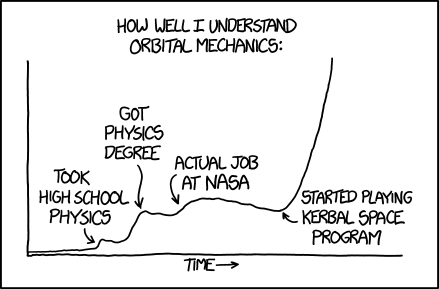 HOW WELL I UNDERSTAND
ORBITAL MECHANICS:
GOT
PHYSICS
DEGREE
TOOK
HIGH SCHOOL
PHYSICS
ACTUAL JOB
AT NASA
STARTED PLAYING
KERBAL SPACE
PROGRAM
TIME